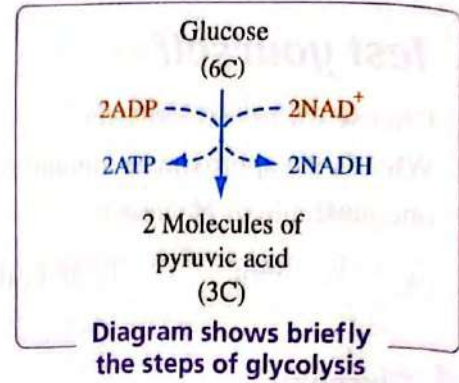 Glucose
(6C)
2ADP 2NAD⁺
2ATP 2NADH
2 Molecules of
pyruvic acid
(3C)
Diagram shows briefly
the steps of glycolysis